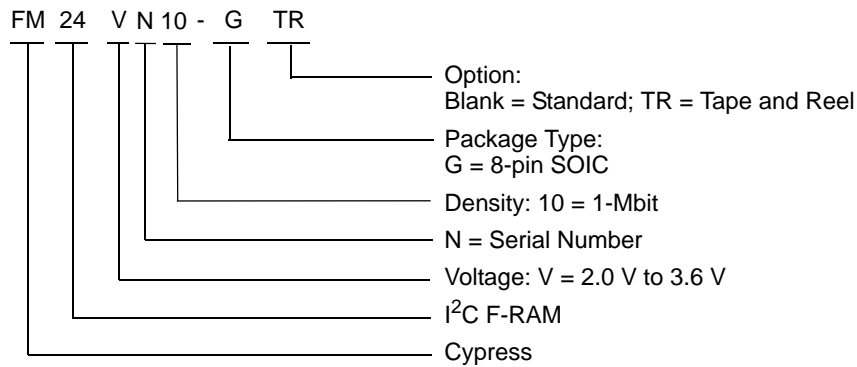 FM 24 V N 10 - G TR
Option:
Blank = Standard; TR = Tape and Reel
Package Type:
G = 8-pin SOIC
Density: 10 = 1-Mbit
N = Serial Number
Voltage: V = 2.0 V to 3.6 V
I²C F-RAM
Cypress